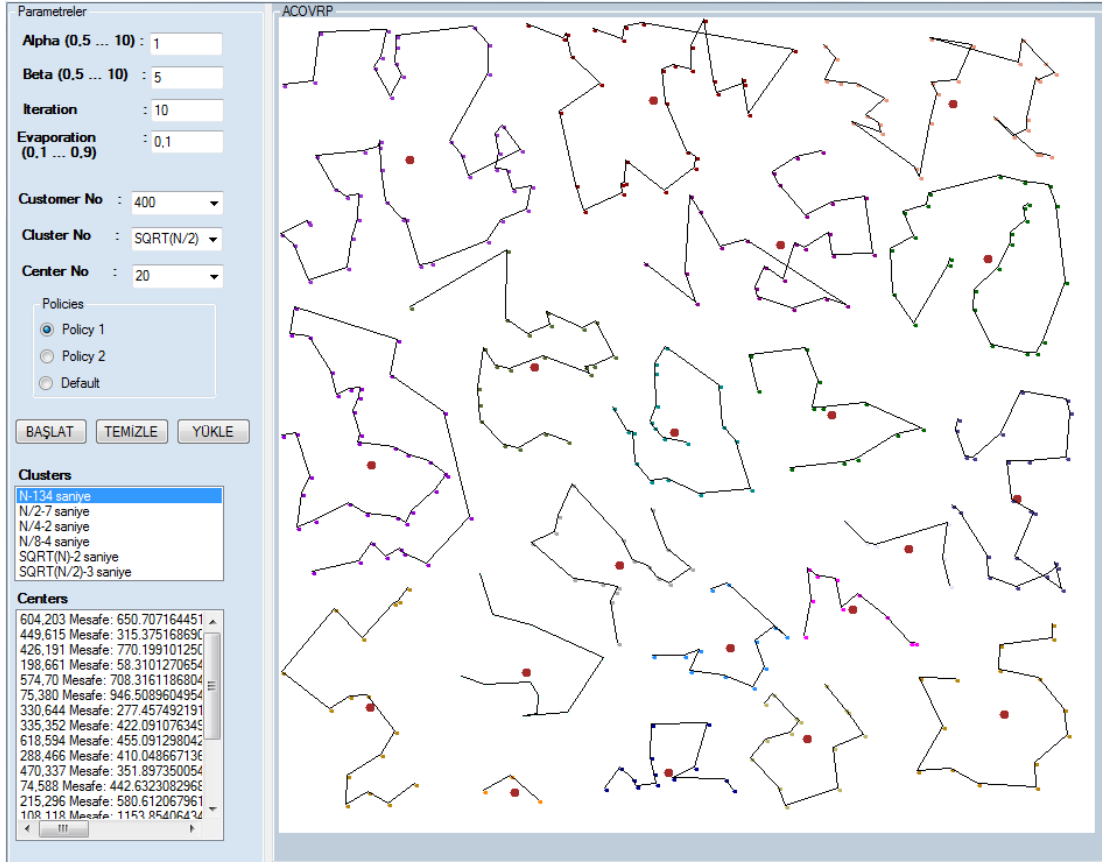 Parametreler
Alpha (0,5 ... 10) : 1
Beta (0,5 ... 10) : 5
Iteration : 10
Evaporation : 0,1
(0,1 ... 0,9)
Customer No : 400
Cluster No : SQRT(N/2)
Center No : 20
Policies
Policy 1
Policy 2
Default
BAŞLAT TEMİZLE YÜKLE
Clusters
N-134 saniye
N/2-7 saniye
N/4-2 saniye
N/8-4 saniye
SQRT(N)-2 saniye
SQRT(N/2)-3 saniye
Centers
604,203 Mesafe: 650.707164451
449,615 Mesafe: 315.375168690
426,191 Mesafe: 770.199101250
198,661 Mesafe: 58.3101270654
574,70 Mesafe: 708.3161186804
75,380 Mesafe: 946.5089604954
330,644 Mesafe: 277.457492191
335,352 Mesafe: 422.091076349
618,594 Mesafe: 455.091298042
288,466 Mesafe: 410.048667136
470,337 Mesafe: 351.897350054
74,588 Mesafe: 442.6323082968
215,296 Mesafe: 580.612067961
108,118 Mesafe: 1153.85406434
ACOVRP